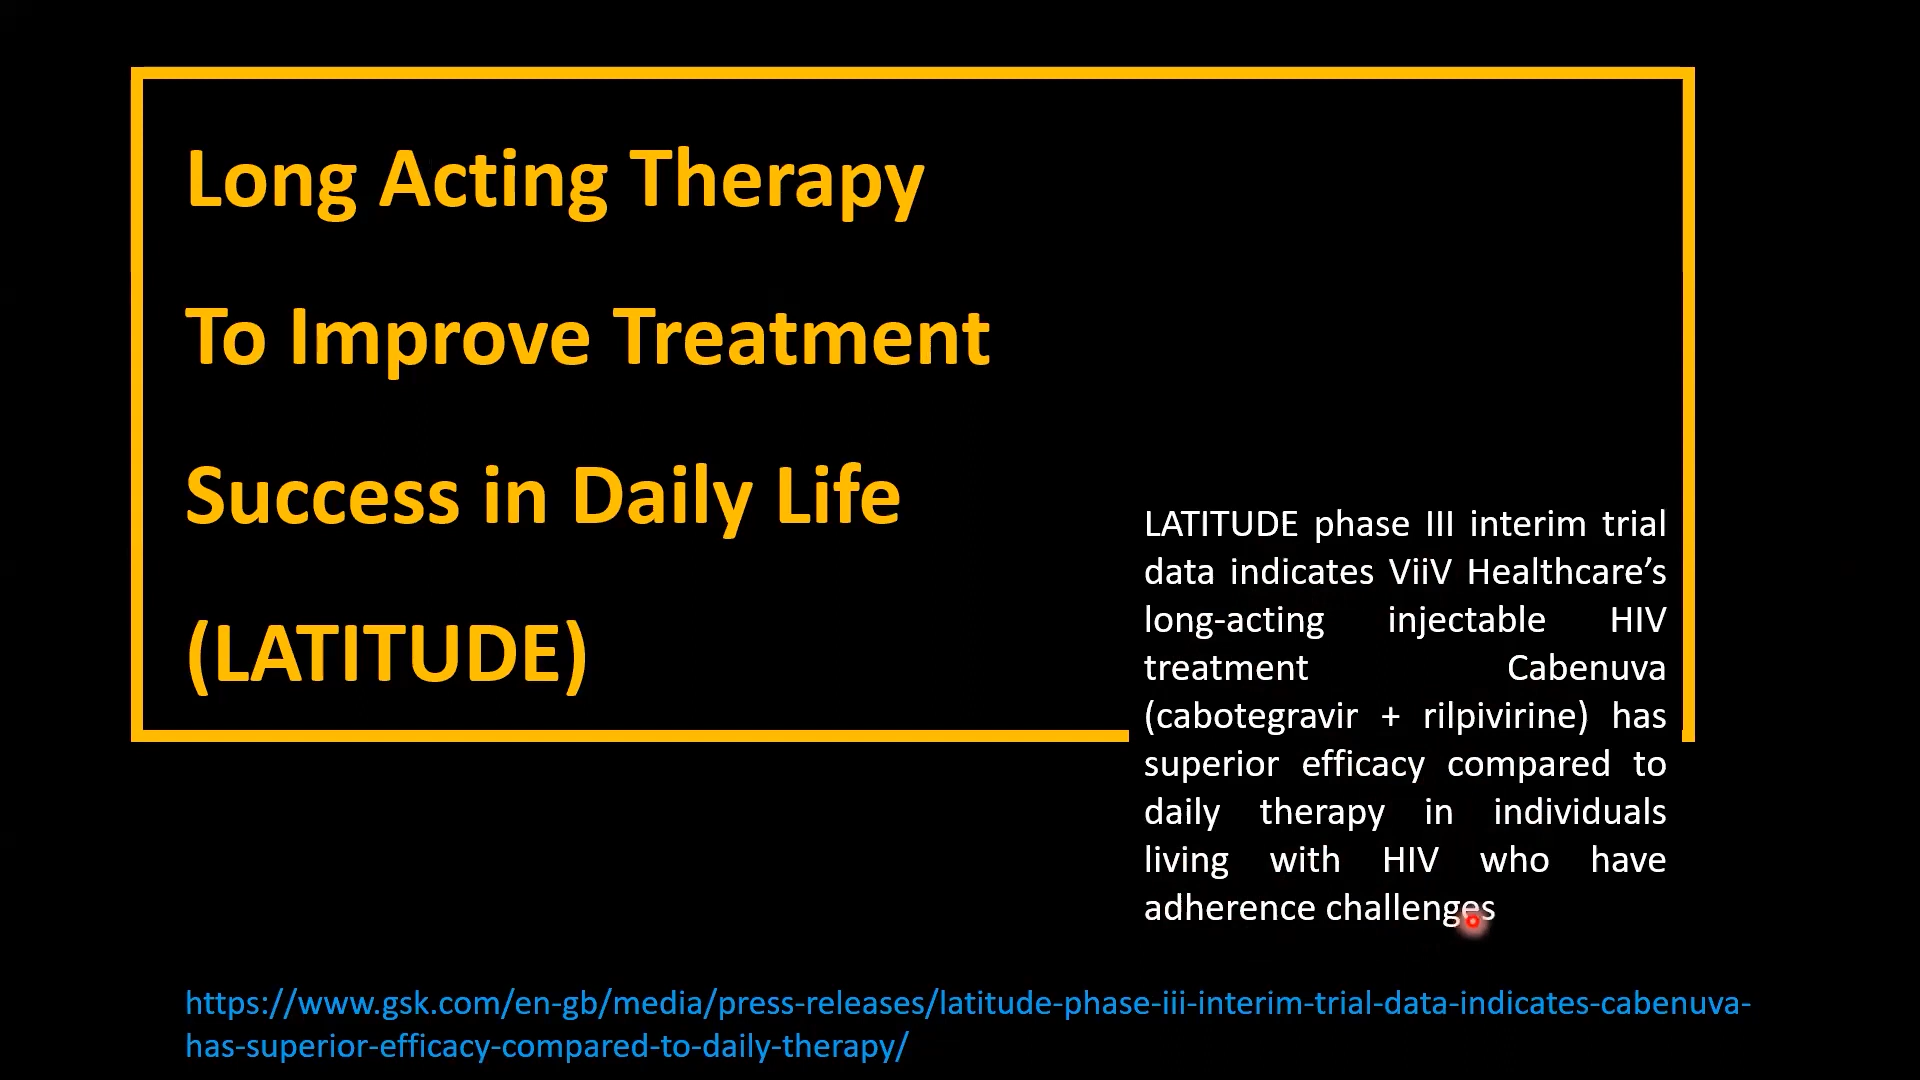 Long Acting Therapy
To Improve Treatment
Success in Daily Life
(LATITUDE)
LATITUDE phase III interim trial
data indicates ViiV Healthcare’s
long-acting injectable HIV
treatment Cabenuva
(cabotegravir + rilpivirine) has
superior efficacy compared to
daily therapy in individuals
living with HIV who have
adherence challenges
https://www.gsk.com/en-gb/media/press-releases/latitude-phase-iii-interim-trial-data-indicates-cabenuva-
has-superior-efficacy-compared-to-daily-therapy/